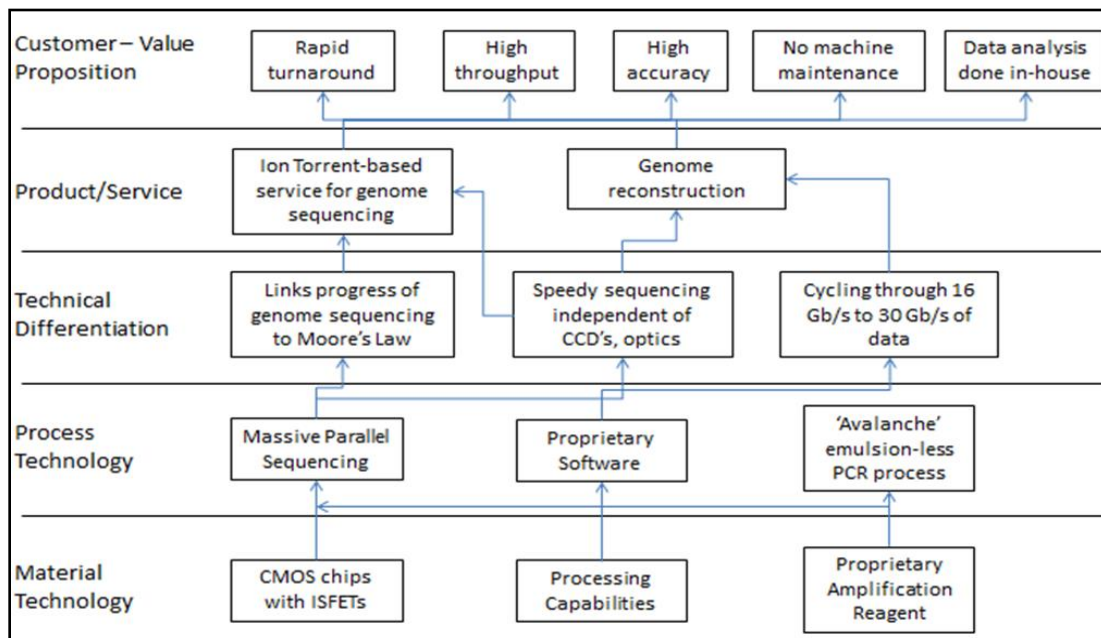 Customer – Value
Proposition
Rapid
turnaround
High
throughput
High
accuracy
No machine
maintenance
Data analysis
done in-house
Product/Service
Ion Torrent-based
service for genome
sequencing
Genome
reconstruction
Technical
Differentiation
Links progress of
genome sequencing
to Moore's Law
Speedy sequencing
independent of
CCD's, optics
Cycling through 16
Gb/s to 30 Gb/s of
data
Process
Technology
Massive Parallel
Sequencing
Proprietary
Software
'Avalanche'
emulsion-less
PCR process
Material
Technology
CMOS chips
with ISFETs
Processing
Capabilities
Proprietary
Amplification
Reagent